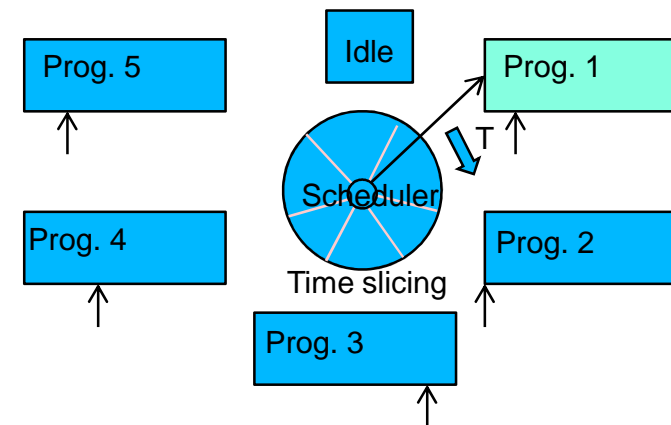 Idle
Prog. 5
Prog. 1
T
Scheduler
Prog. 4
Prog. 2
Time slicing
Prog. 3